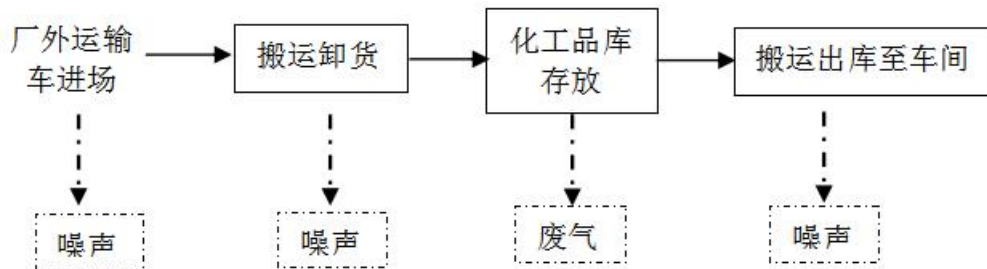 厂外运输
车进场
搬运卸货
化工品库
存放
搬运出库至车间
噪声
噪声
废气
噪声